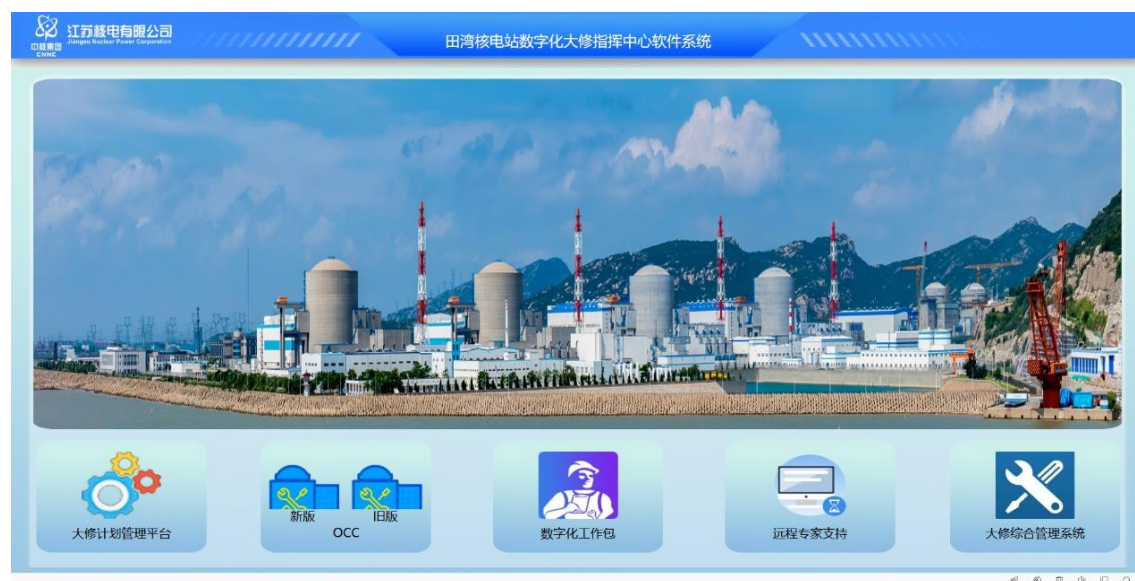 中核集团
CNNC
江苏核电有限公司
Jiangsu Nuclear Power Corporation
田湾核电站数字化大修指挥中心软件系统
大修计划管理平台
新版 旧版
OCC
数字化工作包
远程专家支持
大修综合管理系统